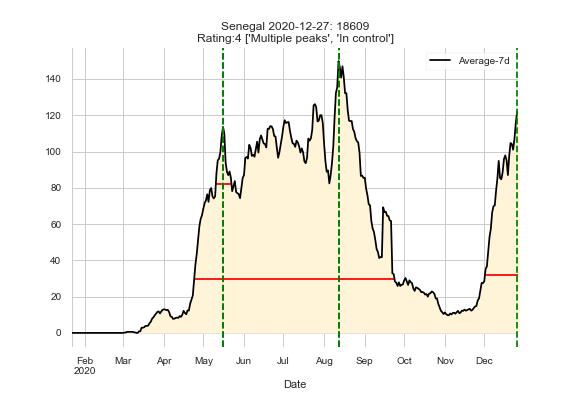 Senegal 2020-12-27: 18609
Rating:4 ['Multiple peaks', 'In control']
Average-7d
140
120
100
80
60
40
20
0
Feb Mar Apr May Jun Jul Aug Sep Oct Nov Dec
2020
Date